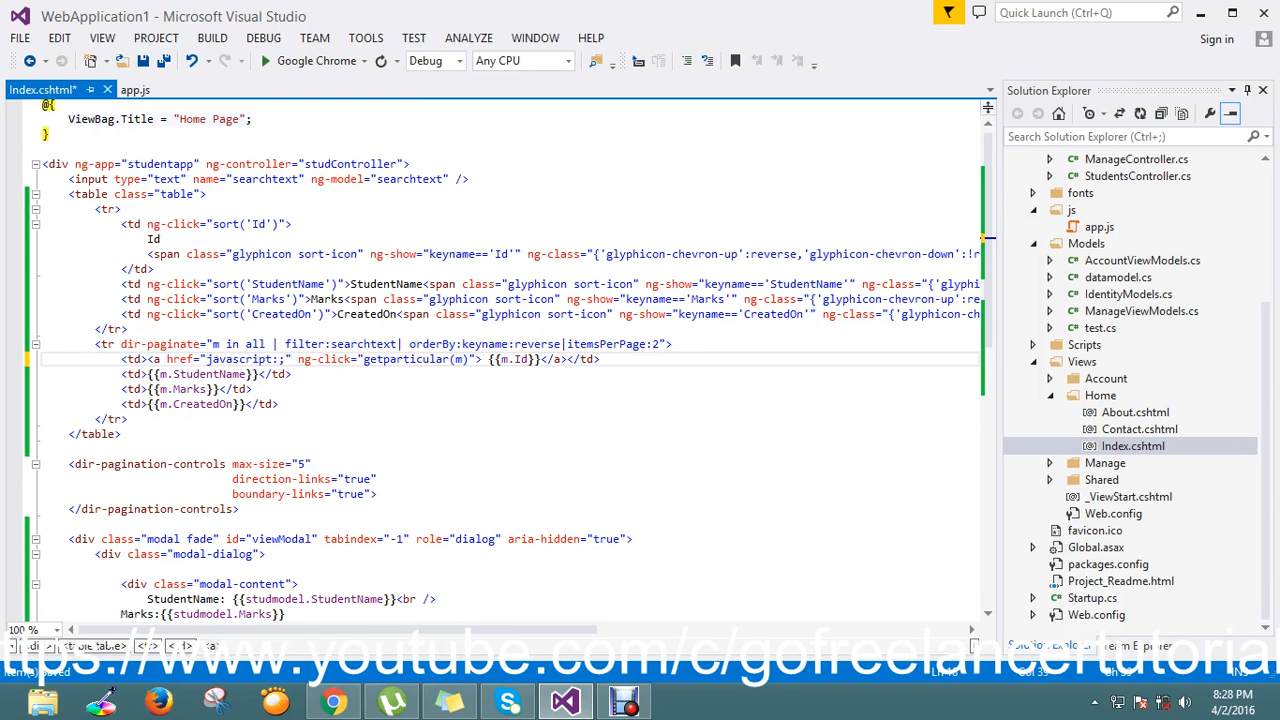 WebApplication1 - Microsoft Visual Studio
Quick Launch (Ctrl+Q)
FILE EDIT VIEW PROJECT BUILD DEBUG TEAM TOOLS TEST ANALYZE WINDOW HELP
Sign in
Google Chrome Debug Any CPU
Index.cshtml* app.js
@{
ViewBag.Title = "Home Page";
}
<div ng-app="studentapp" ng-controller="studController">
<input type="text" name="searchtext" ng-model="searchtext" />
<table class="table">
<tr>
<td ng-click="sort('Id')">
Id
<span class="glyphicon sort-icon" ng-show="keyname=='Id'" ng-class="{'glyphicon-chevron-up':reverse,'glyphicon-chevron-down':!r
</td>
<td ng-click="sort('StudentName')">StudentName<span class="glyphicon sort-icon" ng-show="keyname=='StudentName'" ng-class="{'glyphi
<td ng-click="sort('Marks')">Marks<span class="glyphicon sort-icon" ng-show="keyname=='Marks'" ng-class="{'glyphicon-chevron-up':re
<td ng-click="sort('CreatedOn')">CreatedOn<span class="glyphicon sort-icon" ng-show="keyname=='CreatedOn'" ng-class="{'glyphicon-c
</tr>
<tr dir-paginate="m in all | filter:searchtext| orderBy:keyname:reverse|itemsPerPage:2">
<td><a href="javascript:;" ng-click="getparticular(m)"> {{m.Id}}</a></td>
<td>{{m.StudentName}}</td>
<td>{{m.Marks}}</td>
<td>{{m.CreatedOn}}</td>
</tr>
</table>
<dir-pagination-controls max-size="5"
direction-links="true"
boundary-links="true">
</dir-pagination-controls>
<div class="modal fade" id="viewModal" tabindex="-1" role="dialog" aria-hidden="true">
<div class="modal-dialog">
<div class="modal-content">
StudentName: {{studmodel.StudentName}}<br />
Marks:{{studmodel.Marks}}
100 %
Solution Explorer
Search Solution Explorer (Ctrl+;)
ManageController.cs
StudentsController.cs
fonts
js
app.js
Models
AccountViewModels.cs
datamodel.cs
IdentityModels.cs
test.cs
Views
Account
Home
About.cshtml
Contact.cshtml
Index.cshtml
Manage
Shared
_ViewStart.cshtml
Web.config
favicon.ico
Global.asax
packages.config
Project_Readme.html
Startup.cs
Web.config
ttps://www.youtube.com/c/gofreelancertutorial
8:28 PM
4/2/2016